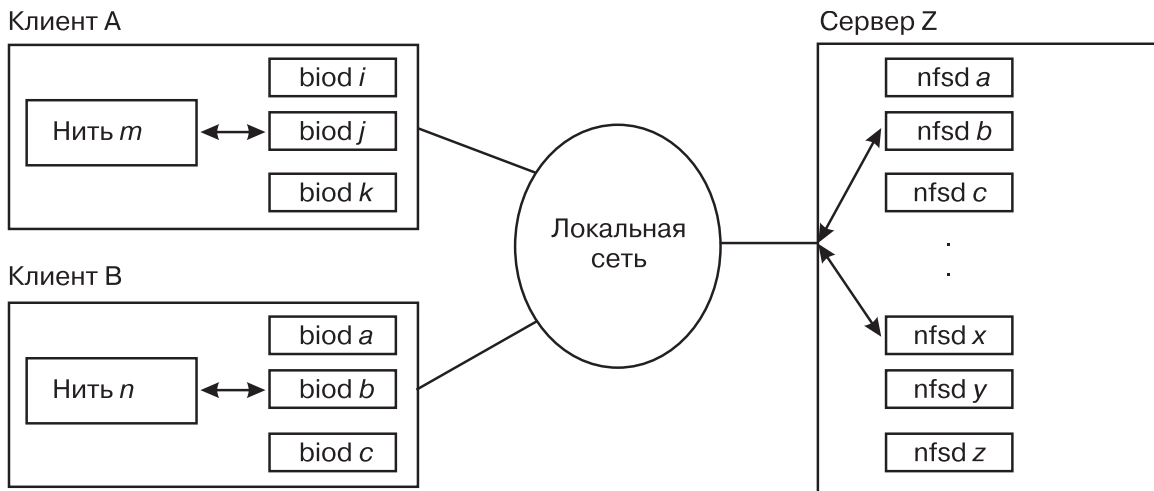 Клиент A
biod i
Нить m
biod j
biod k
Клиент B
biod a
Нить n
biod b
biod c
Локальная
сеть
Сервер Z
nfsd a
nfsd b
nfsd c
.
.
nfsd x
nfsd y
nfsd z